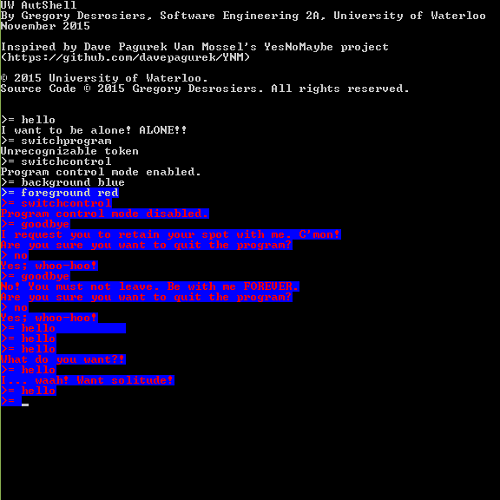 UW AutShell
By Gregory Desrosiers, Software Engineering 2A, University of Waterloo
November 2015
Inspired by Dave Pagurek Van Mossel's YesNoMaybe project
(https://github.com/davepagurek/YNM)
© 2015 University of Waterloo.
Source Code © 2015 Gregory Desrosiers. All rights reserved.
>= hello
I want to be alone! ALONE!!
>= switchprogram
Unrecognizable token
>= switchcontrol
Program control mode enabled.
>= background blue
>= foreground red
>= switchcontrol
Program control mode disabled.
>= goodbye
I request you to retain your spot with me. C'mon!
Are you sure you want to quit the program?
> no
Yes; whoo-hoo!
>= goodbye
No! You must not leave. Be with me FOREVER.
Are you sure you want to quit the program?
> no
Yes; whoo-hoo!
>= hello
>= hello
>= hello
What do you want?!
>= hello
I... waah! Want solitude!
>= hello
>= _